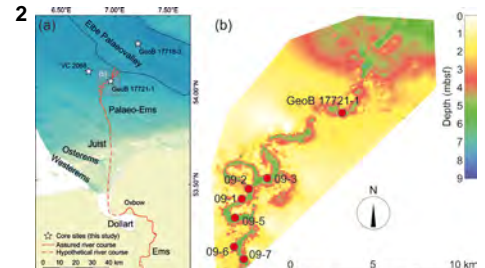 2
(a)
6.50°E
7.00°E
7.50°E
Elbe Palaeovalley
GeoB 17716-1
VC 2068
GeoB 17721-1
54.00°N
Palaeo-Ems
Juist
Osterems
Westerems
53.50°N
Oxbow
Dollart
Ems
Core sites (this study)
Assured river course
Hypothetical river course
0 10 20 30 40 km
(b)
GeoB 17721-1
09-2
09-3
09-1
09-5
09-6
09-7
N
0
5
10 km
Depth (mbsf)
0
1
2
3
4
5
6
7
8
9